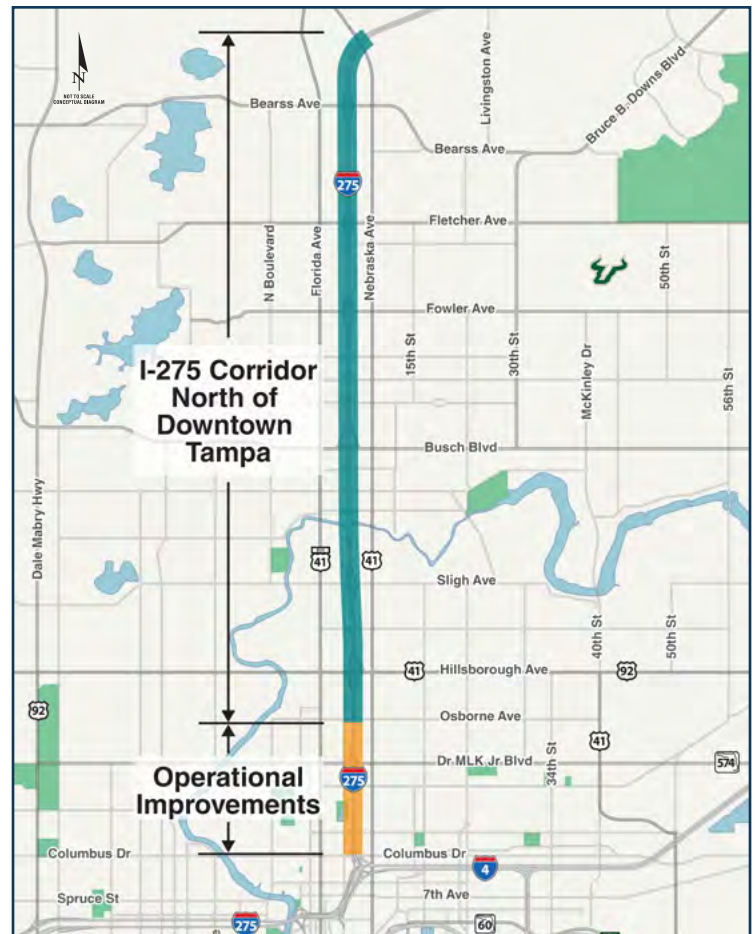 N
NOT TO SCALE
CONCEPTUAL DIAGRAM
Livingston Ave
Bruce B. Downs Blvd
Bearss Ave
Bearss Ave
275
Fletcher Ave
N Boulevard
Florida Ave
Nebraska Ave
50th St
Fowler Ave
15th St
30th St
McKinley Dr
56th St
I-275 Corridor
North of
Downtown
Tampa
Busch Blvd
Dale Mabry Hwy
41
41
Sligh Ave
40th St
50th St
41
Hillsborough Ave
92
92
Osborne Ave
41
34th St
Dr MLK Jr Blvd
574
275
Operational
Improvements
Columbus Dr
Columbus Dr
4
Spruce St
7th Ave
275
60